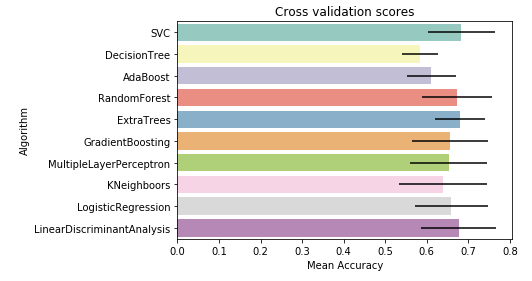 Cross validation scores
SVC
DecisionTree
AdaBoost
RandomForest
ExtraTrees
GradientBoosting
MultipleLayerPerceptron
KNeighboors
LogisticRegression
LinearDiscriminantAnalysis
Algorithm
0.0 0.1 0.2 0.3 0.4 0.5 0.6 0.7 0.8
Mean Accuracy